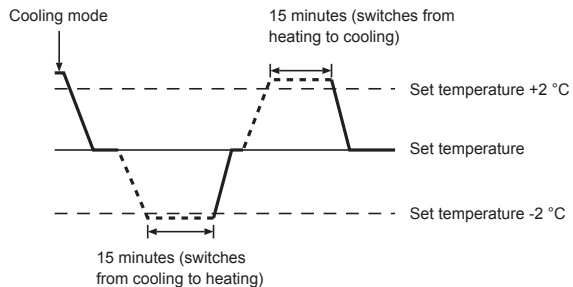 Cooling mode
15 minutes (switches from
heating to cooling)
Set temperature +2 °C
Set temperature
Set temperature -2 °C
15 minutes (switches
from cooling to heating)